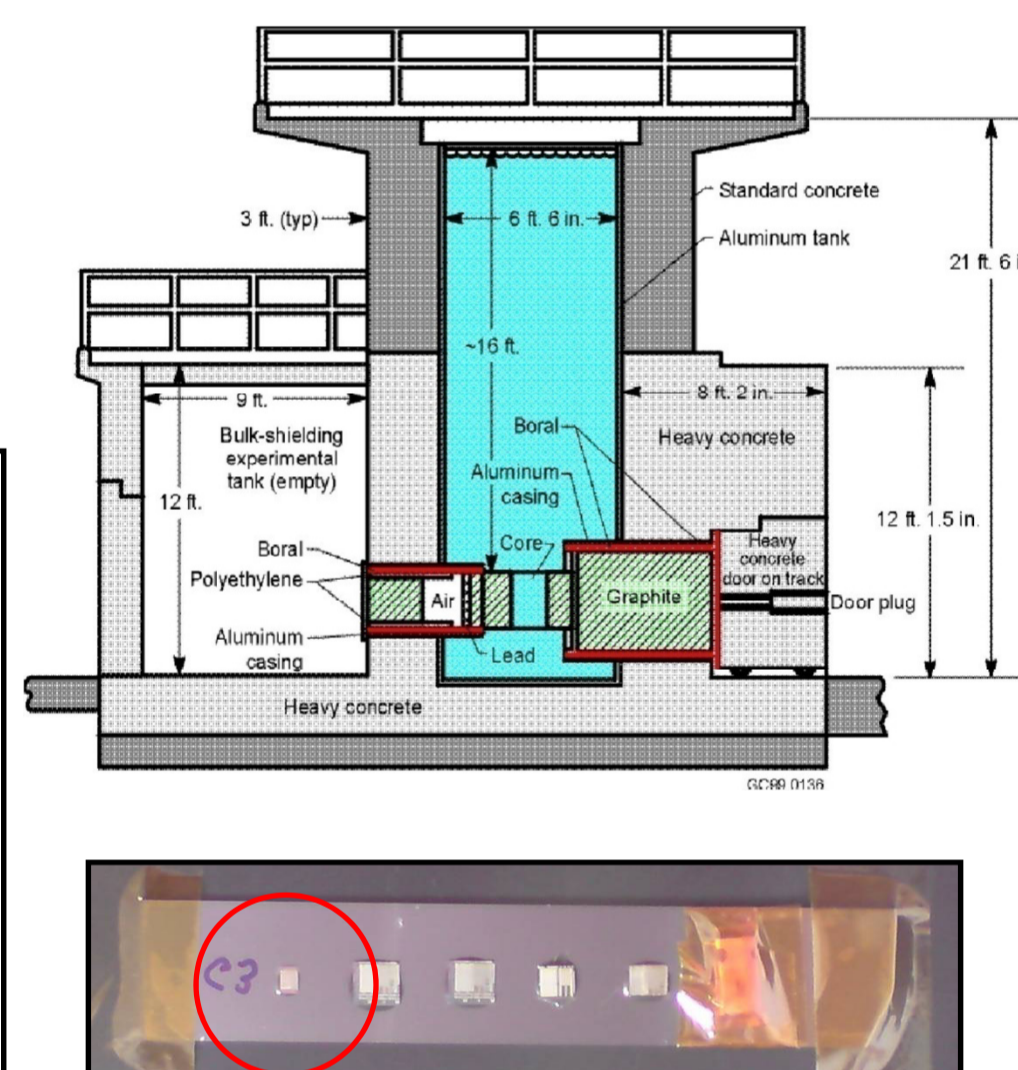 Standard concrete
3 ft. (typ)
6 ft. 6 in.
Aluminum tank
21 ft. 6
~16 ft.
9 ft.
8 ft. 2 in.
Bulk-shielding
experimental
tank (empty)
Boral
Heavy concrete
Aluminum
casing
12 ft.
12 ft. 1.5 in.
Core
Heavy
concrete
door on track
Boral
Polyethylene
Air
Graphite
Door plug
Aluminum
casing
Lead
Heavy concrete
GC99 0136
C3